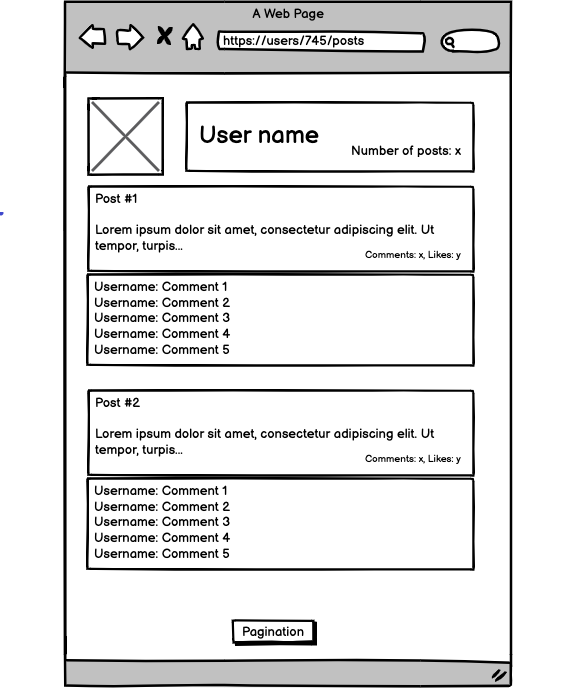 A Web Page
https://users/745/posts
User name
Number of posts: x
Post #1
Lorem ipsum dolor sit amet, consectetur adipiscing elit. Ut
tempor, turpis...
Comments: x, Likes: y
Username: Comment 1
Username: Comment 2
Username: Comment 3
Username: Comment 4
Username: Comment 5
Post #2
Lorem ipsum dolor sit amet, consectetur adipiscing elit. Ut
tempor, turpis...
Comments: x, Likes: y
Username: Comment 1
Username: Comment 2
Username: Comment 3
Username: Comment 4
Username: Comment 5
Pagination